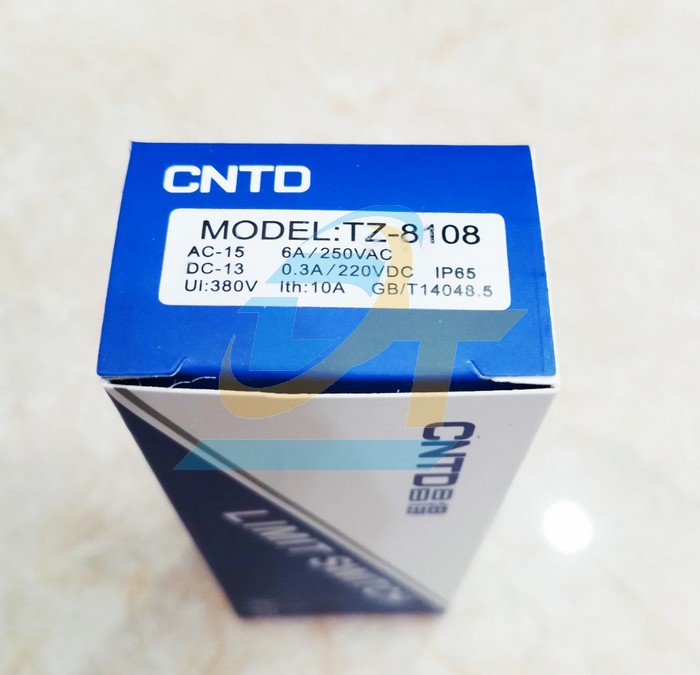 CNTD
MODEL:TZ-8108
AC-15 6A/250VAC
DC-13 0.3A/220VDC IP65
UI:380V Ith:10A GB/T14048.5
CNTD
LIMIT SWITCH